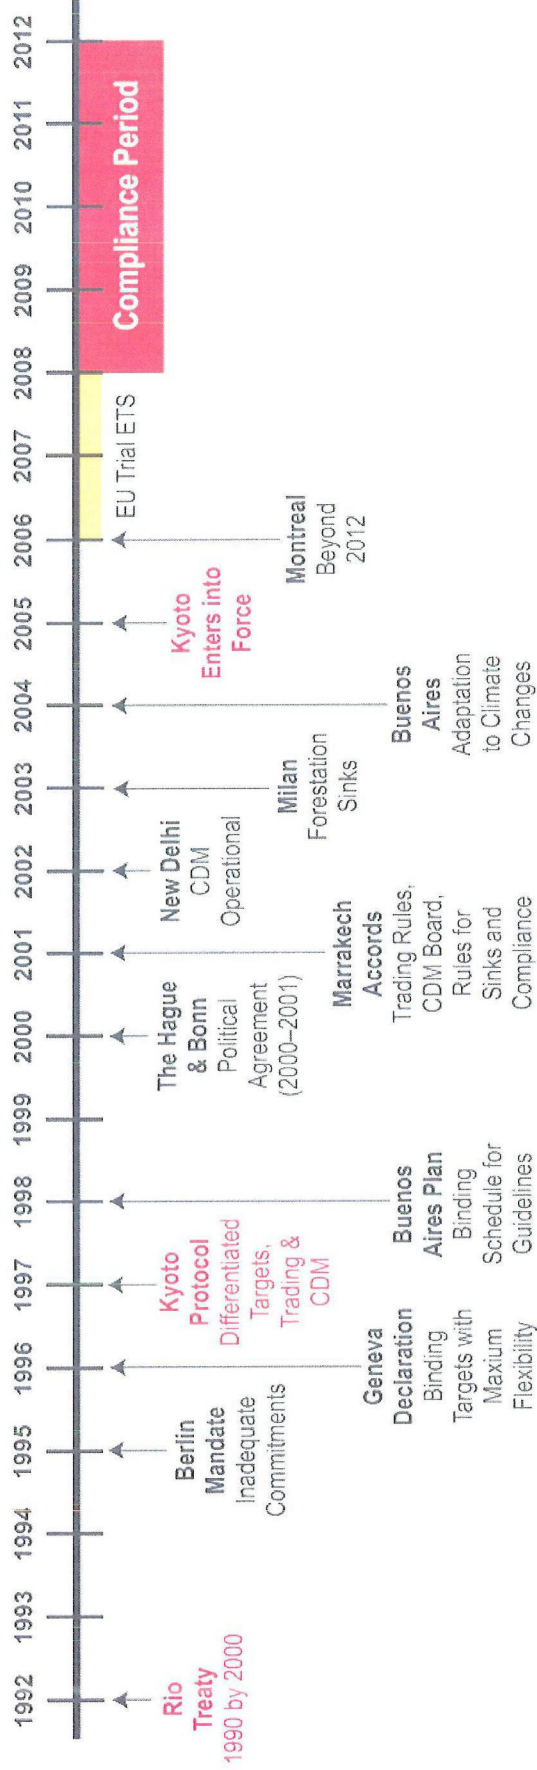 1992 1993 1994 1995 1996 1997 1998 1999 2000 2001 2002 2003 2004 2005 2006 2007 2008 2009 2010 2011 2012
Rio
Treaty
1990 by 2000
Berlin
Mandate
Inadequate
Commitments
Geneva
Declaration
Binding
Targets with
Maxium
Flexibility
Kyoto
Protocol
Differentiated
Targets,
Trading &
CDM
Buenos
Aires Plan
Binding
Schedule for
Guidelines
The Hague
& Bonn
Political
Agreement
(2000–2001)
Marrakech
Accords
Trading Rules,
CDM Board,
Rules for
Sinks and
Compliance
New Delhi
CDM
Operational
Milan
Forestation
Sinks
Buenos
Aires
Adaptation
to Climate
Changes
Kyoto
Enters into
Force
Montreal
Beyond
2012
EU Trial ETS
Compliance Period